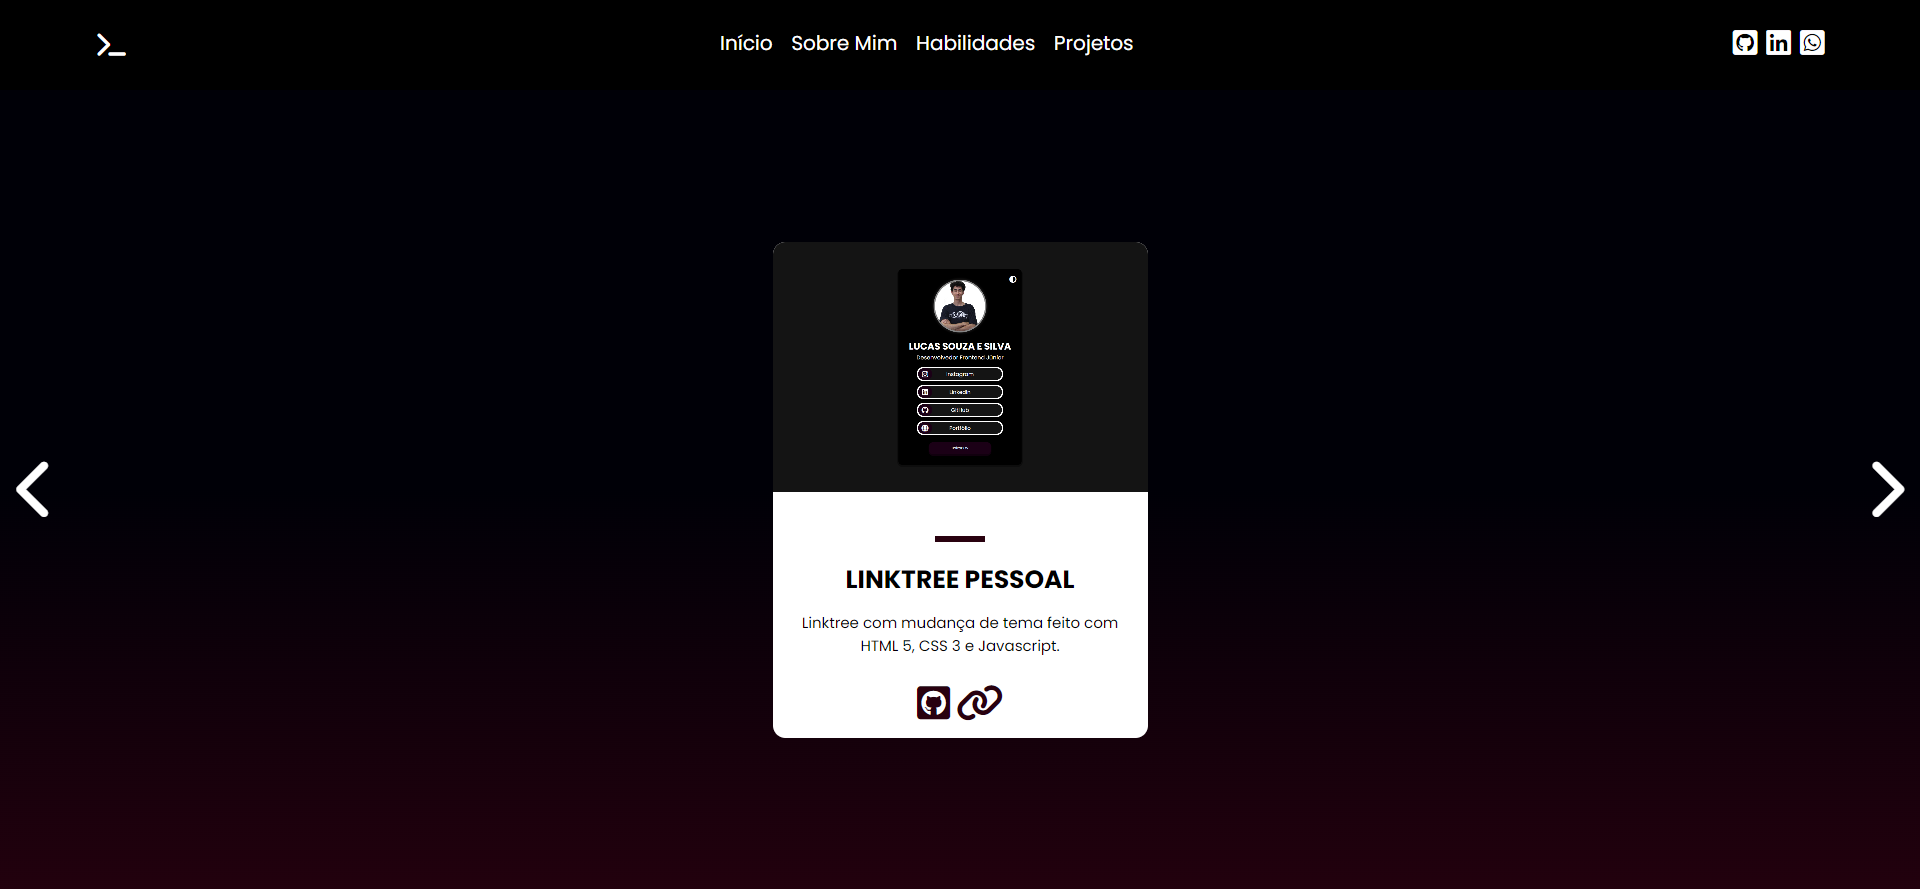 Início Sobre Mim Habilidades Projetos
LUCAS SOUZA E SILVA
Desenvolvedor Frontend Júnior
Instagram
LinkedIn
GitHub
Portfólio
LINKTREE PESSOAL
Linktree com mudança de tema feito com
HTML 5, CSS 3 e Javascript.